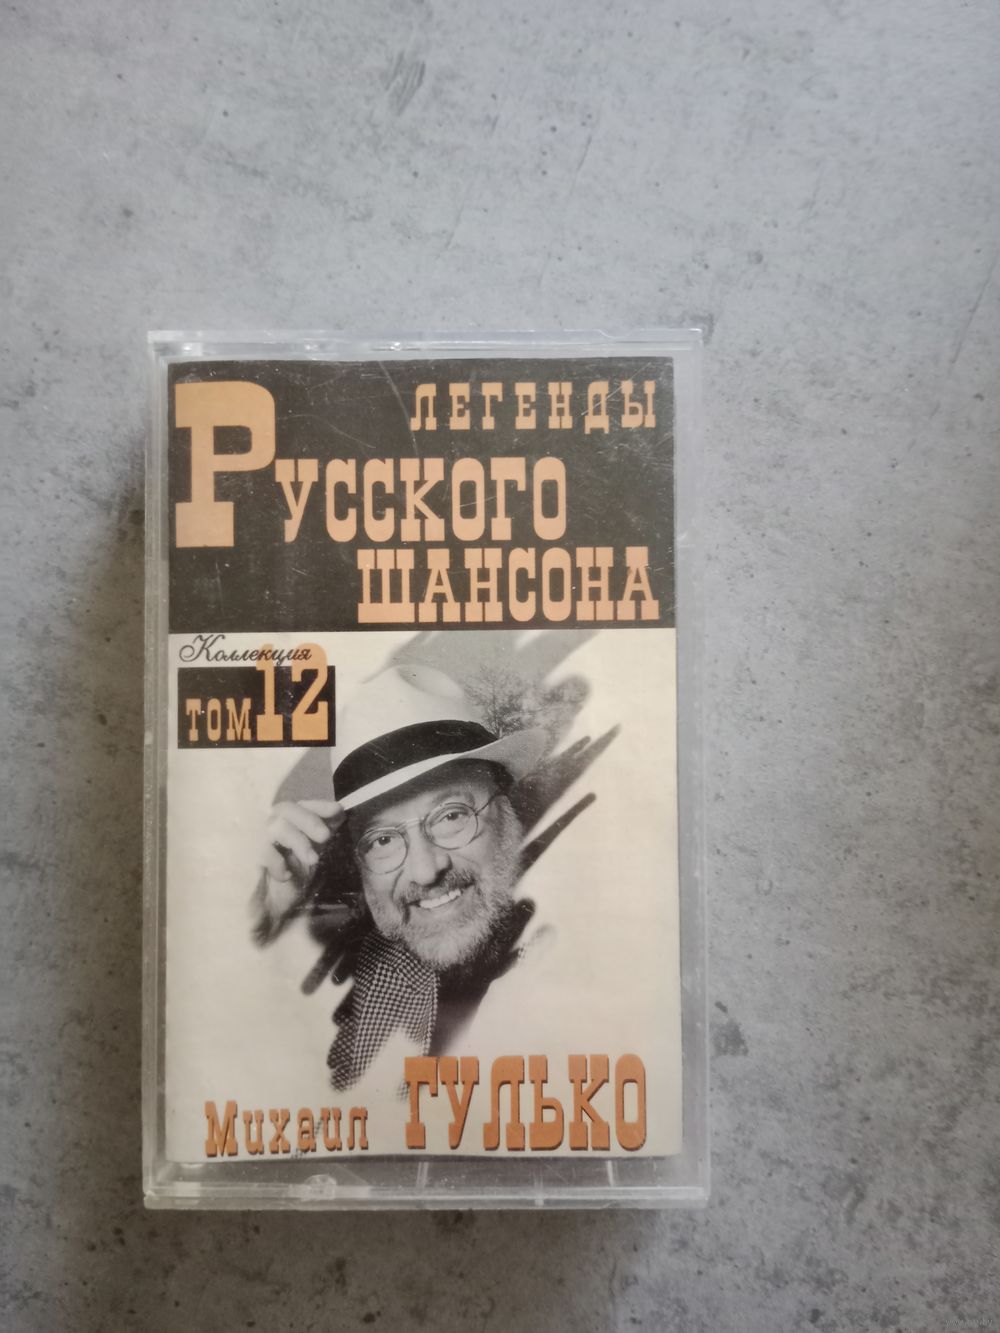 ЛЕГЕНДЫ
РУССКОГО
ШАНСОНА
Коллекция
ТОМ 12
Михаил ГУЛЬКО